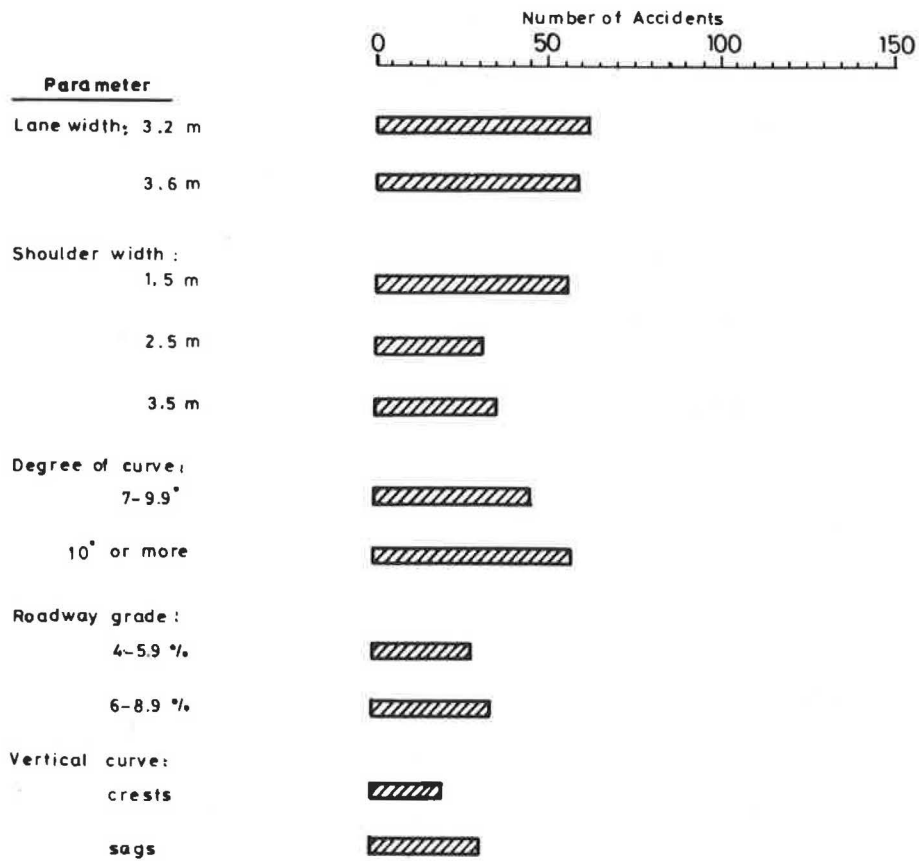 Number of Accidents
0 50 100 150
Parameter
Lane width: 3.2 m
3.6 m
Shoulder width :
1.5 m
2.5 m
3.5 m
Degree of curve:
7-9.9°
10° or more
Roadway grade :
4-5.9 %
6-8.9 %
Vertical curve:
crests
sags